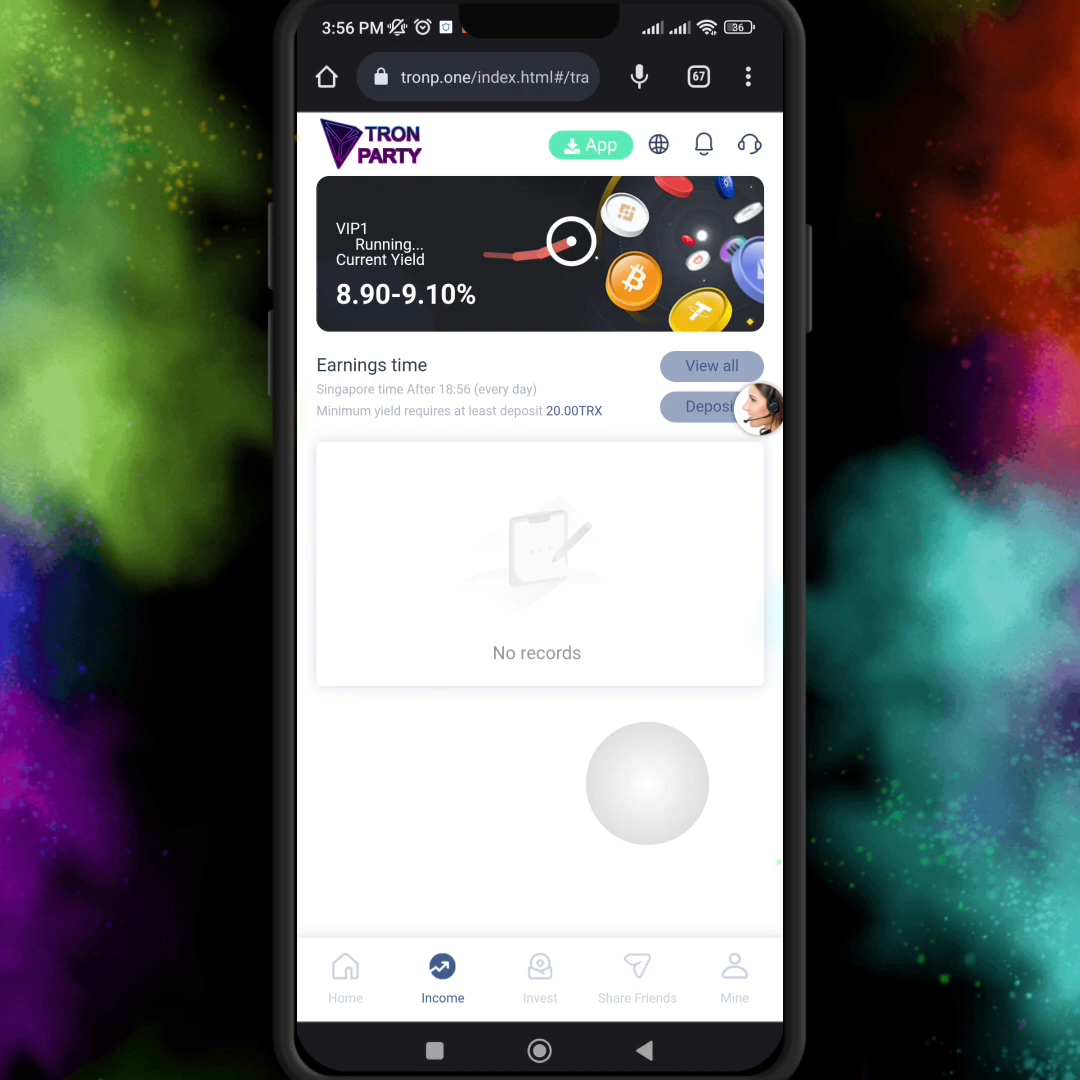 3:56 PM
36
tronp.one/index.html#/tra
67
TRON
PARTY
App
VIP1
Running...
Current Yield
8.90-9.10%
Earnings time
View all
Singapore time After 18:56 (every day)
Minimum yield requires at least deposit 20.00TRX
Deposi
No records
Home
Income
Invest
Share Friends
Mine